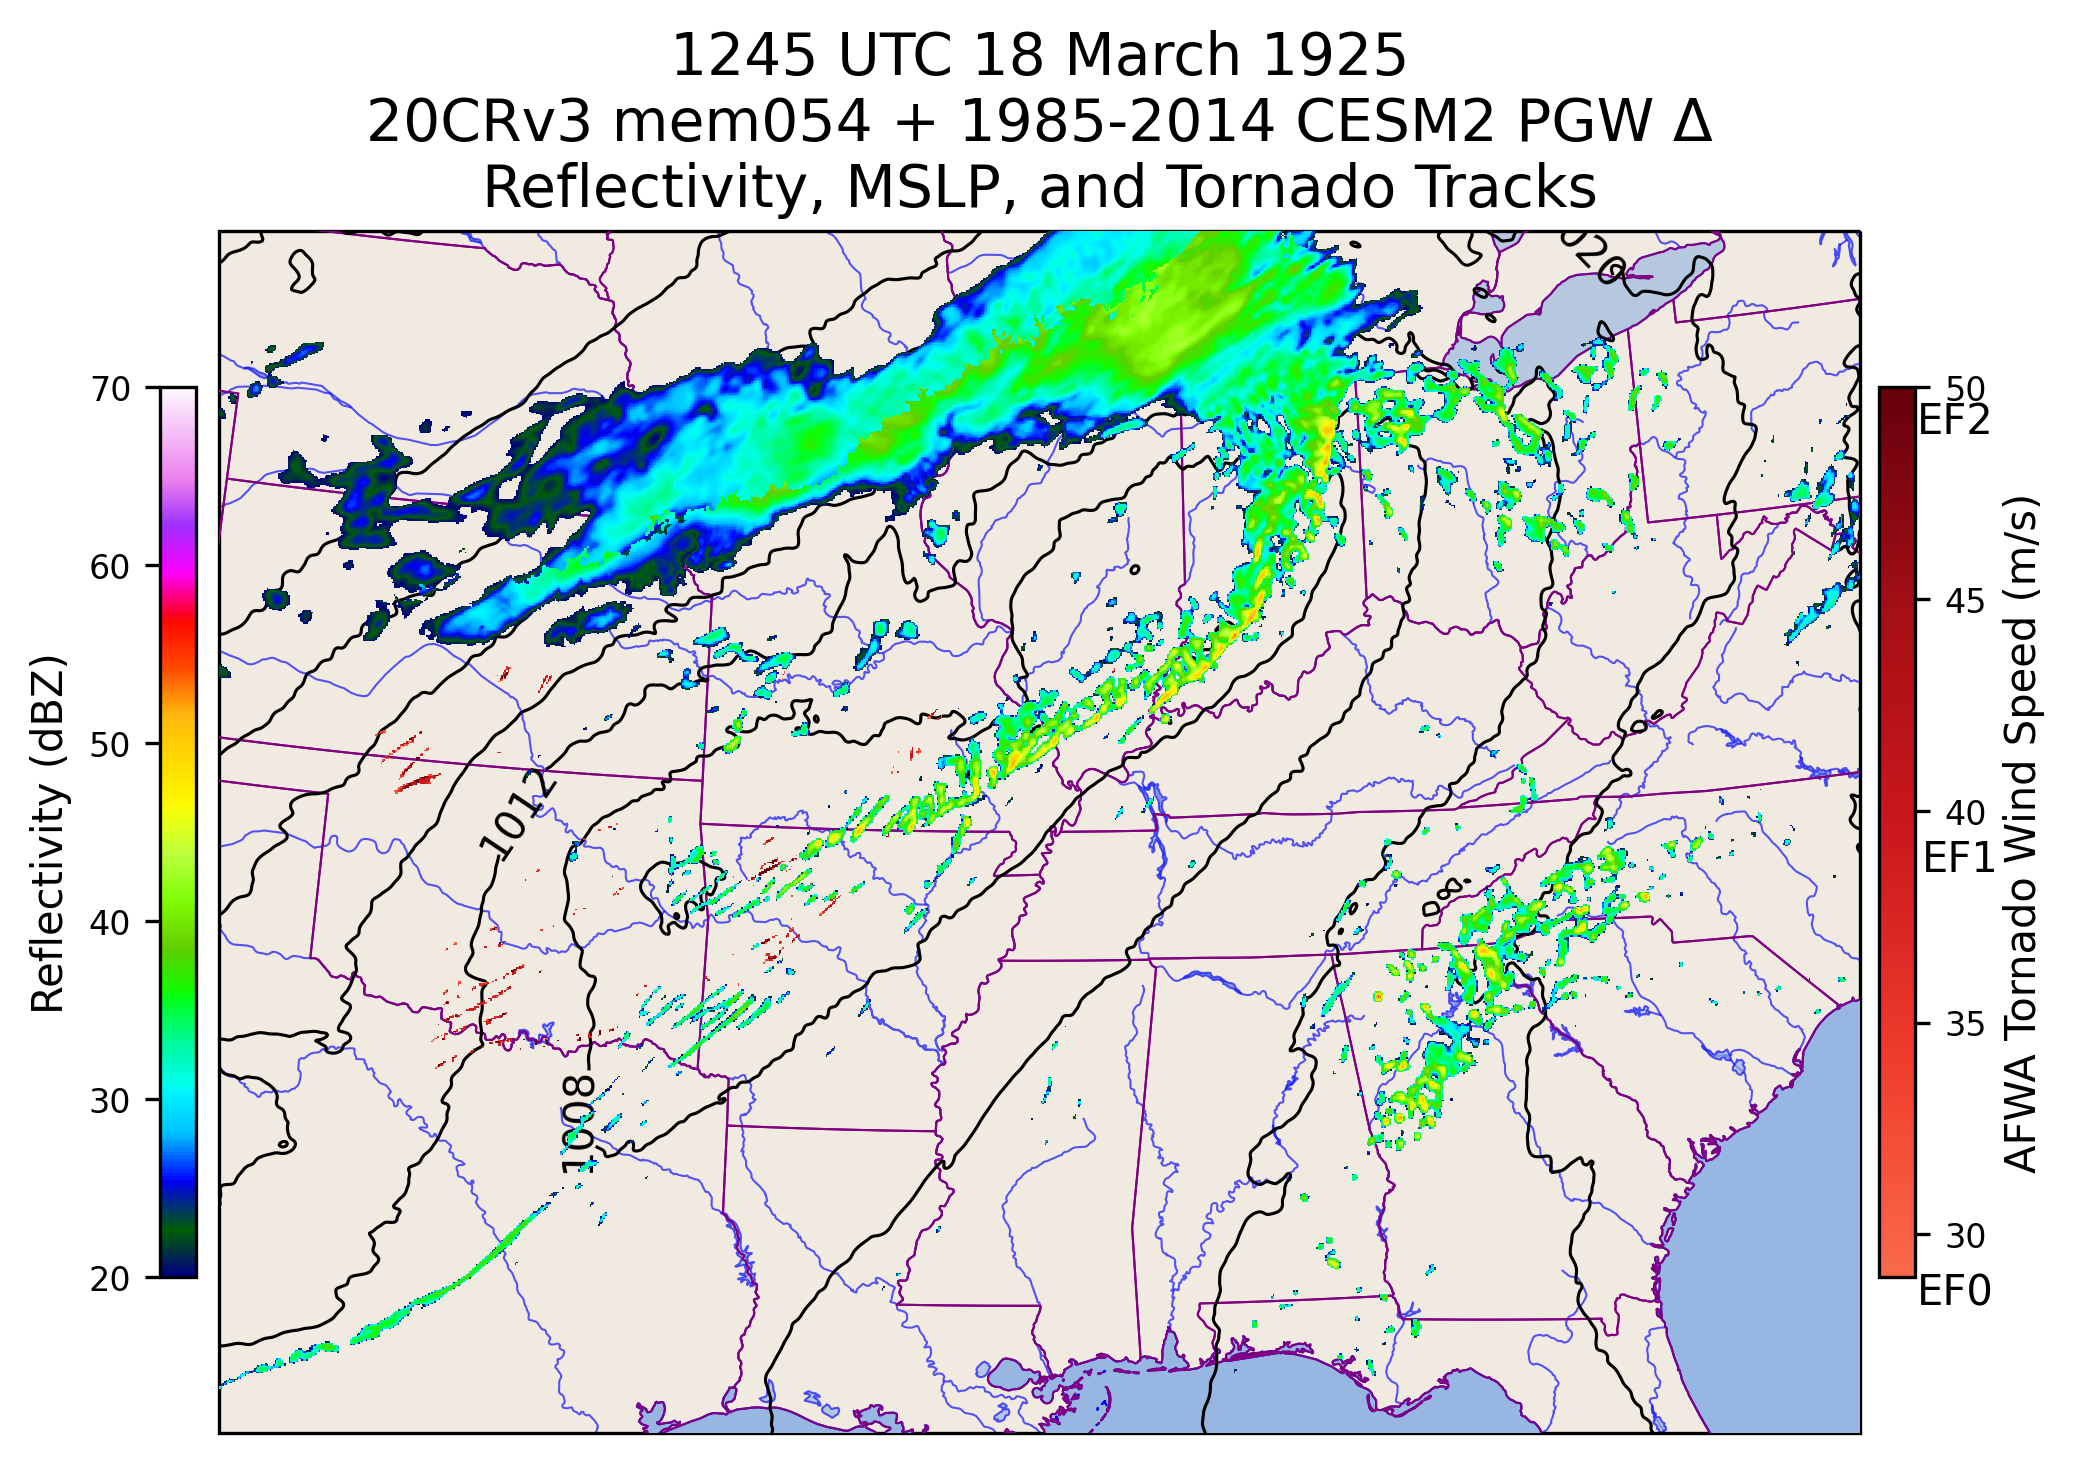 1245 UTC 18 March 1925
20CRv3 mem054 + 1985-2014 CESM2 PGW Δ
Reflectivity, MSLP, and Tornado Tracks
Reflectivity (dBZ)
70
60
50
40
30
20
1012
1008
50
EF2
45
40
EF1
35
30
EF0
AFWA Tornado Wind Speed (m/s)